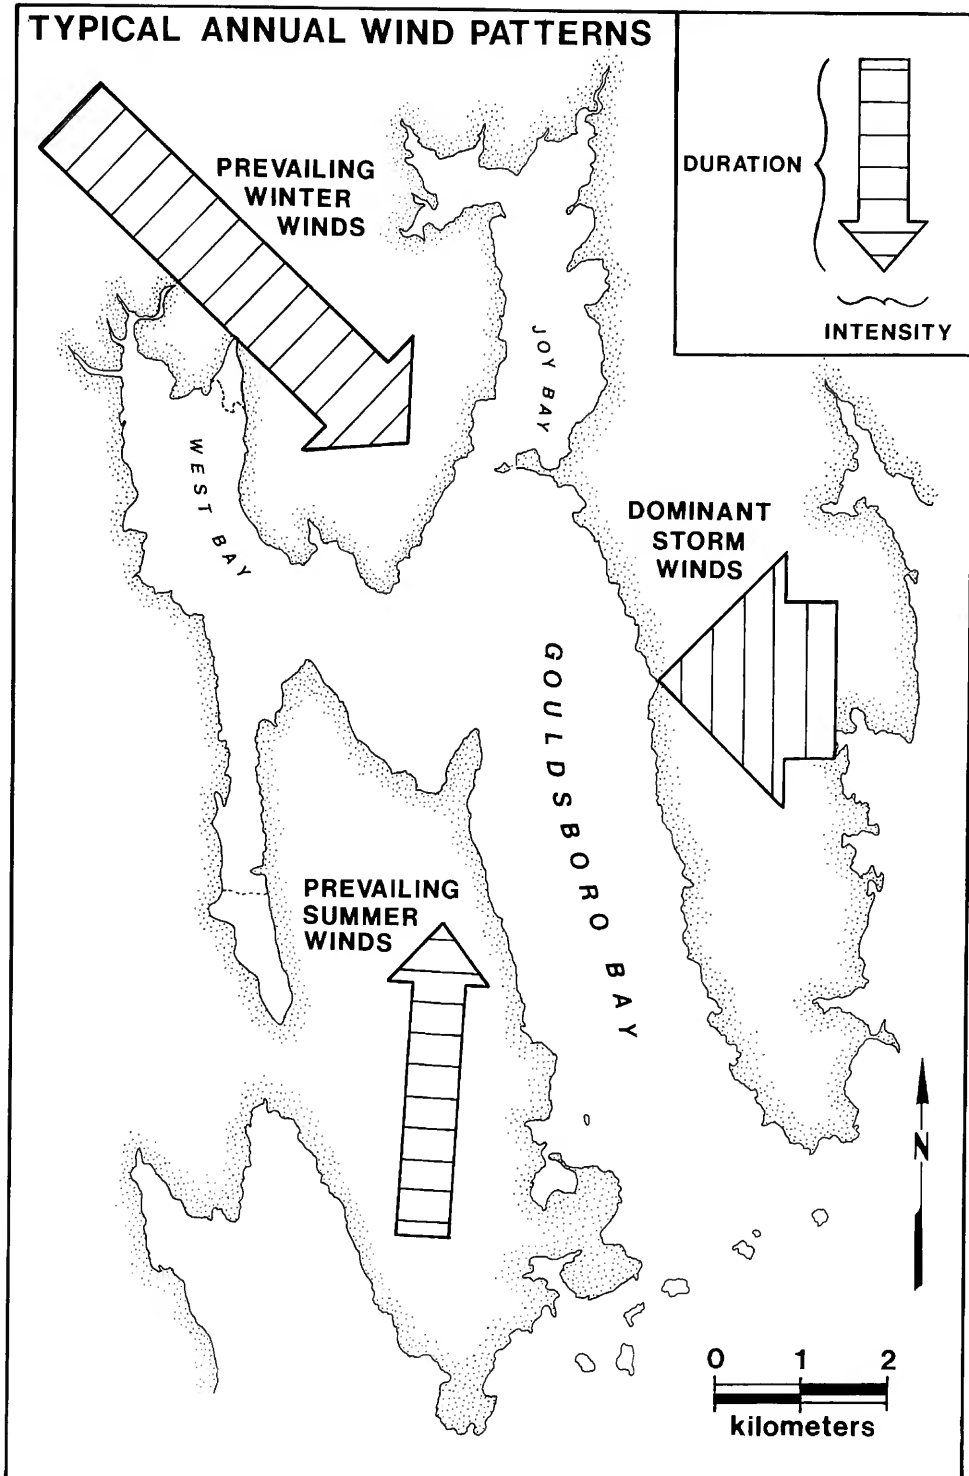 TYPICAL ANNUAL WIND PATTERNS
DURATION
INTENSITY
PREVAILING
WINTER
WINDS
JOY BAY
WEST BAY
DOMINANT
STORM
WINDS
GOULDSBORO BAY
PREVAILING
SUMMER
WINDS
N
0 1 2
kilometers